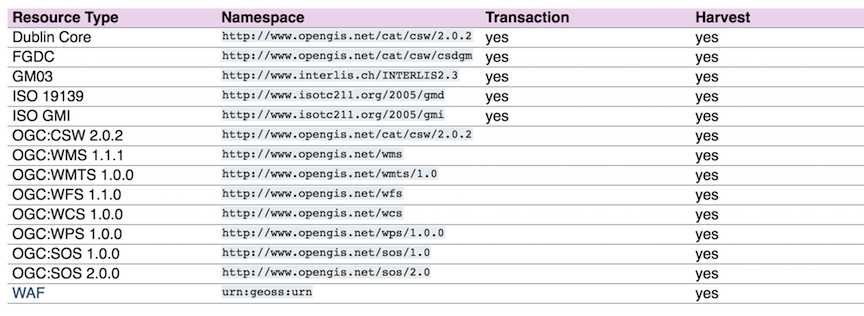 Resource Type Namespace Transaction Harvest
Dublin Core http://www.opengis.net/cat/csw/2.0.2 yes yes
FGDC http://www.opengis.net/cat/csw/csdgm yes yes
GM03 http://www.interlis.ch/INTERLIS2.3 yes yes
ISO 19139 http://www.isotc211.org/2005/gmd yes yes
ISO GMI http://www.isotc211.org/2005/gmi yes yes
OGC:CSW 2.0.2 http://www.opengis.net/cat/csw/2.0.2 yes
OGC:WMS 1.1.1 http://www.opengis.net/wms yes
OGC:WMTS 1.0.0 http://www.opengis.net/wmts/1.0 yes
OGC:WFS 1.1.0 http://www.opengis.net/wfs yes
OGC:WCS 1.0.0 http://www.opengis.net/wcs yes
OGC:WPS 1.0.0 http://www.opengis.net/wps/1.0.0 yes
OGC:SOS 1.0.0 http://www.opengis.net/sos/1.0 yes
OGC:SOS 2.0.0 http://www.opengis.net/sos/2.0 yes
WAF urn:geoss:urn yes